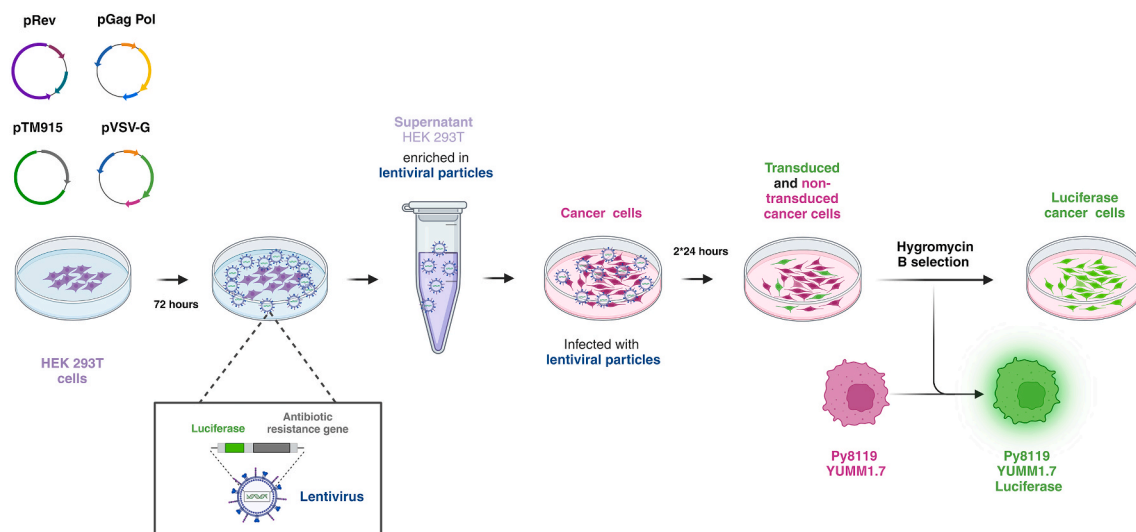 pRev
pGag Pol
pTM915
pVSV-G
HEK 293T
cells
72 hours
Luciferase
Antibiotic
resistance gene
Lentivirus
Supernatant
HEK 293T
enriched in
lentiviral particles
Cancer cells
Infected with
lentiviral particles
2*24 hours
Transduced
and non-
transduced
cancer cells
Hygromycin
B selection
Luciferase
cancer cells
Py8119
YUMM1.7
Py8119
YUMM1.7
Luciferase